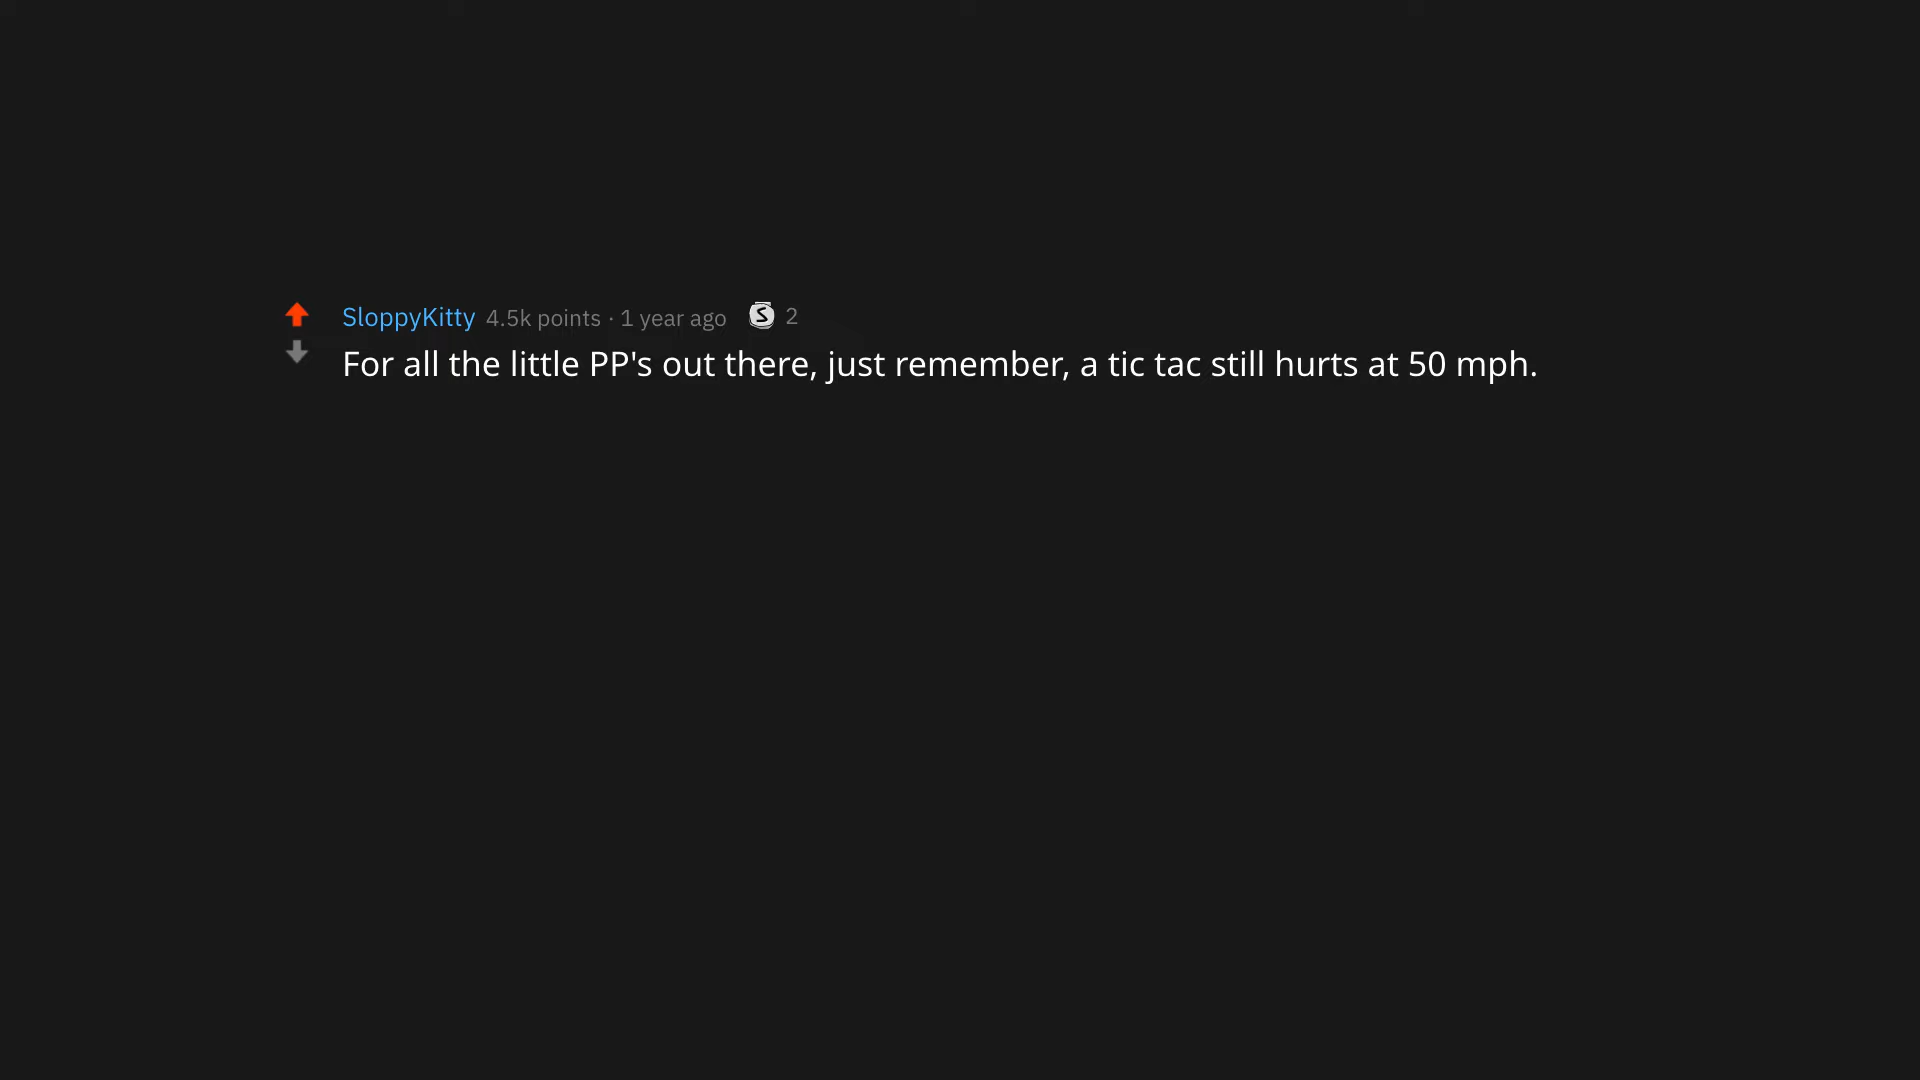 SloppyKitty 4.5k points · 1 year ago S 2
For all the little PP's out there, just remember, a tic tac still hurts at 50 mph.